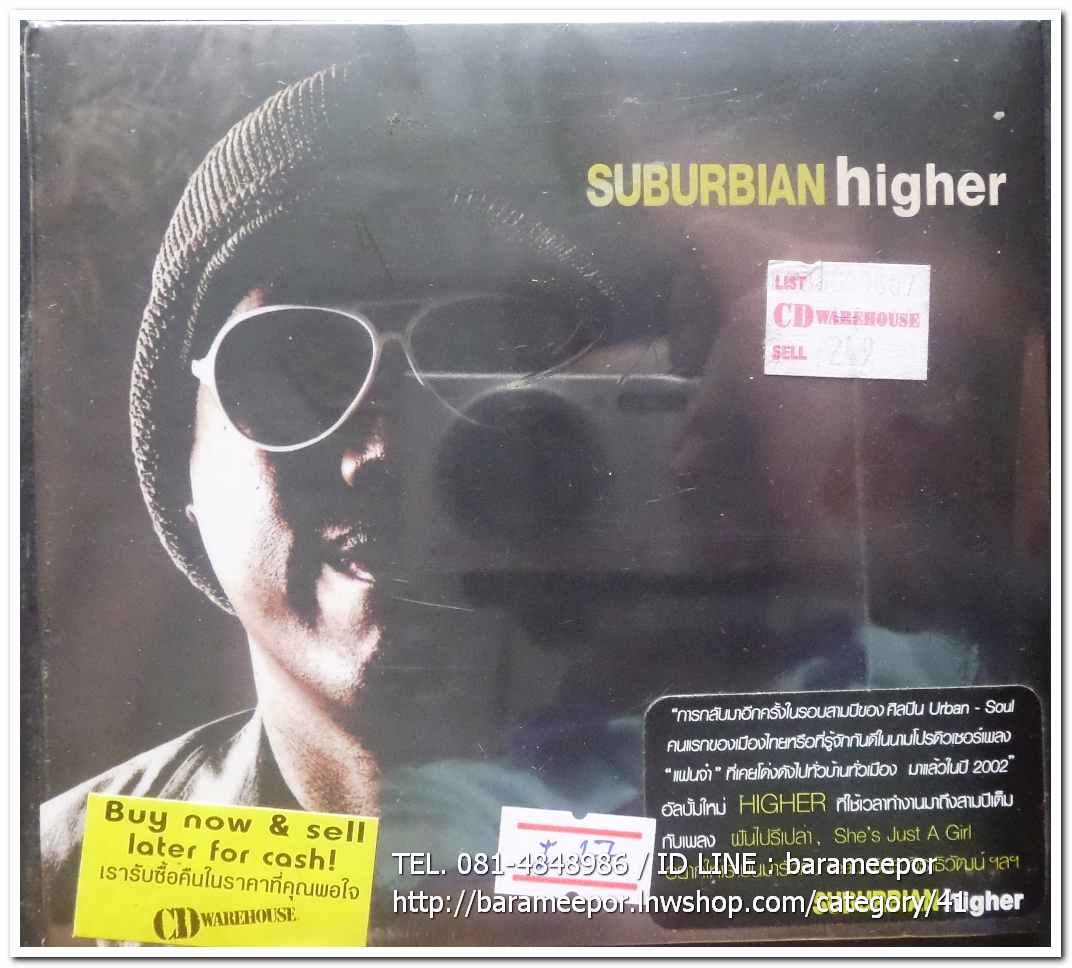 SUBURBIAN higher
LIST
CD WAREHOUSE
SELL 249
"การกลับมาอีกครั้งในรอบสามปีของ ศิลปิน Urban - Soul
คนแรกของเมืองไทยหรือที่รู้จักกันดีในนามโปรดิวเซอร์เพลง
"แฟนจ๋า" ที่เคยโด่งดังไปทั่วบ้านทั่วเมือง มาแล้วในปี 2002"
อัลบั้มใหม่ HIGHER ที่ใช้เวลาทำงานมาถึงสามปีเต็ม
กับเพลง ฝันไปรึเปล่า, She's Just A Girl
ฯลฯ
SUBURBIAN higher
Buy now & sell
later for cash!
เรารับซื้อคืนในราคาที่คุณพอใจ
CD WAREHOUSE
TEL. 081-4848986 / ID LINE : barameepor
http://barameepor.lnwshop.com/category/41